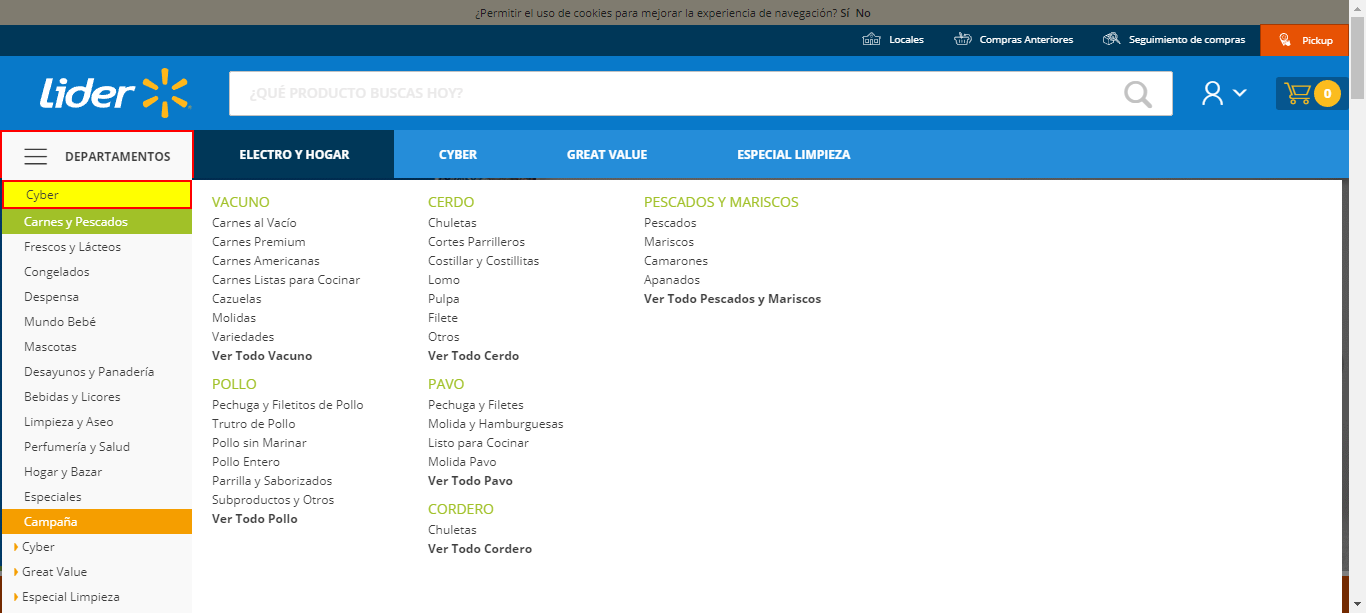 ¿Permitir el uso de cookies para mejorar la experiencia de navegación? Sí No
Locales
Compras Anteriores
Seguimiento de compras
Pickup
Lider
¿QUÉ PRODUCTO BUSCAS HOY?
0
DEPARTAMENTOS
ELECTRO Y HOGAR
CYBER
GREAT VALUE
ESPECIAL LIMPIEZA
Cyber
Carnes y Pescados
Frescos y Lácteos
Congelados
Despensa
Mundo Bebé
Mascotas
Desayunos y Panadería
Bebidas y Licores
Limpieza y Aseo
Perfumería y Salud
Hogar y Bazar
Especiales
Campaña
Cyber
Great Value
Especial Limpieza
VACUNO
Carnes al Vacío
Carnes Premium
Carnes Americanas
Carnes Listas para Cocinar
Cazuelas
Molidas
Variedades
Ver Todo Vacuno
POLLO
Pechuga y Filetitos de Pollo
Trutro de Pollo
Pollo sin Marinar
Pollo Entero
Parrilla y Saborizados
Subproductos y Otros
Ver Todo Pollo
CERDO
Chuletas
Cortes Parrilleros
Costillar y Costillitas
Lomo
Pulpa
Filete
Otros
Ver Todo Cerdo
PAVO
Pechuga y Filetes
Molida y Hamburguesas
Listo para Cocinar
Molida Pavo
Ver Todo Pavo
CORDERO
Chuletas
Ver Todo Cordero
PESCADOS Y MARISCOS
Pescados
Mariscos
Camarones
Apanados
Ver Todo Pescados y Mariscos